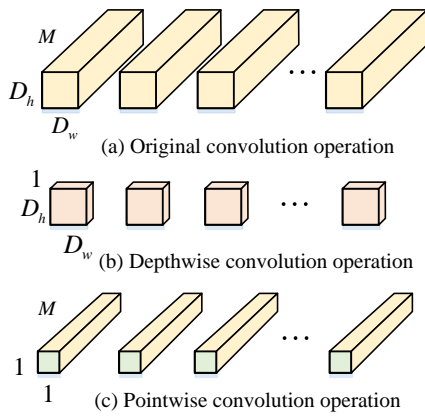 M
D_h
D_w
...
(a) Original convolution operation
1
D_h
...
D_w
(b) Depthwise convolution operation
M
...
1
1
(c) Pointwise convolution operation